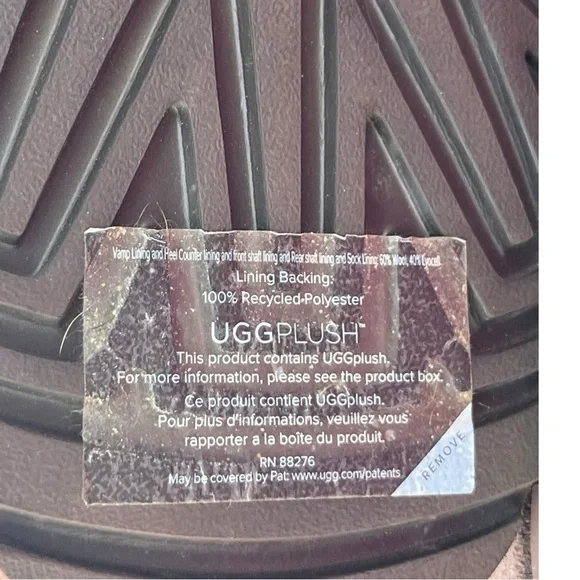 Vamp Lining and Heel Counter lining and front shaft lining and Rear shaft lining and Sock Lining: 60% Wool, 40% Lyocell.
Lining Backing:
100% Recycled Polyester
UGGPLUSH™
This product contains UGGplush.
For more information, please see the product box.
Ce produit contient UGGplush.
Pour plus d'informations, veuillez vous
rapporter a la boîte du produit.
RN 88276
May be covered by Pat: www.ugg.com/patents
REMOVE